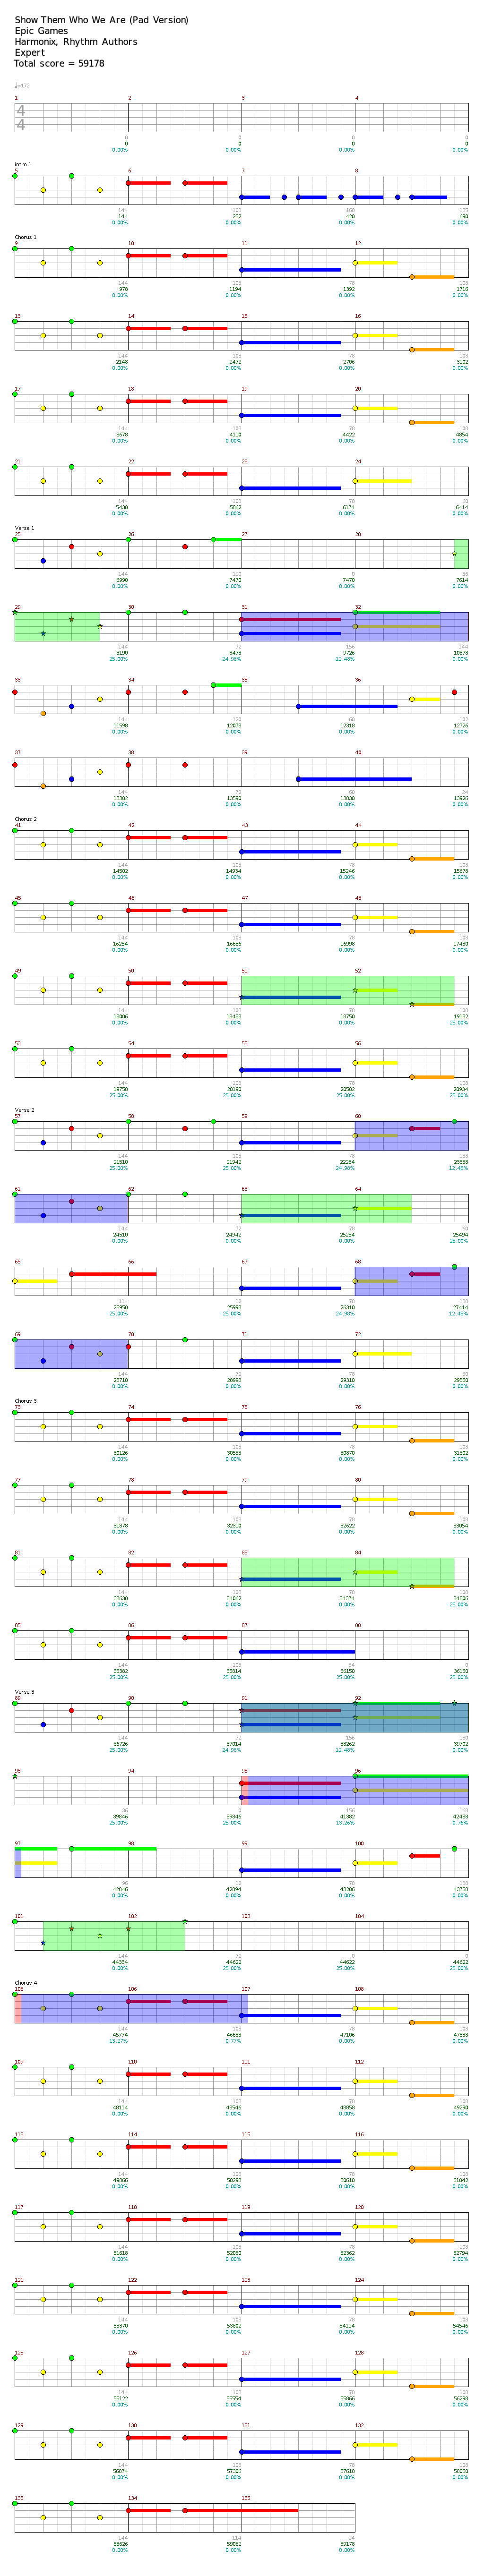 Show Them Who We Are (Pad Version)
Epic Games
Harmonix, Rhythm Authors
Expert
Total score = 59178
♩=172
1 2 3 4
4
4
0 0 0 0
0 0 0 0
0.00% 0.00% 0.00% 0.00%
Intro 1
5 6 7 8
144 252 420 690
0.00% 0.00% 0.00% 0.00%
Chorus 1
9 10 11 12
978 1194 1392 1716
0.00% 0.00% 0.00% 0.00%
13 14 15 16
144 108 78 108
2148 2472 2706 3102
0.00% 0.00% 0.00% 0.00%
17 18 19 20
144 108 78 108
3678 4110 4422 4854
0.00% 0.00% 0.00% 0.00%
21 22 23 24
5430 5862 6174 6414
0.00% 0.00% 0.00% 0.00%
Verse 1
25 26 27 28
144 120 0 36
6990 7470 7470 7614
0.00% 0.00% 0.00% 0.00%
29 30 31 32
8190 8478 9726 10878
25.00% 24.98% 12.48% 0.00%
33 34 35 36
144 120 60 102
11598 12078 12318 12726
0.00% 0.00% 0.00% 0.00%
37 38 39 40
144 72 60 24
13302 13590 13830 13926
0.00% 0.00% 0.00% 0.00%
Chorus 2
41 42 43 44
144 108 78 108
14502 14934 15246 15678
0.00% 0.00% 0.00% 0.00%
45 46 47 48
144 108 78 108
16254 16686 16998 17430
0.00% 0.00% 0.00% 0.00%
49 50 51 52
144 108 78 108
18006 18438 18750 19182
0.00% 0.00% 0.00% 25.00%
53 54 55 56
144 108 78 108
19758 20190 20502 20934
25.00% 25.00% 25.00% 25.00%
Verse 2
57 58 59 60
21510 21942 22254 23358
25.00% 25.00% 24.98% 12.48%
61 62 63 64
24510 24942 25254 25494
0.00% 0.00% 0.00% 25.00%
65 66 67 68
114 12 78 138
25950 25998 26310 27414
25.00% 25.00% 24.98% 12.48%
69 70 71 72
144 72 78 60
28710 28998 29310 29550
0.00% 0.00% 0.00% 0.00%
Chorus 3
73 74 75 76
144 108 78 108
30126 30558 30870 31302
0.00% 0.00% 0.00% 0.00%
77 78 79 80
144 108 78 108
31878 32310 32622 33054
0.00% 0.00% 0.00% 0.00%
81 82 83 84
144 108 78 108
33630 34062 34374 34806
0.00% 0.00% 0.00% 25.00%
85 86 87 88
144 108 84 0
35382 35814 36150 36150
25.00% 25.00% 25.00% 25.00%
Verse 3
89 90 91 92
144 72 156 180
36726 37014 38262 39702
25.00% 24.98% 12.48% 0.00%
93 94 95 96
36 0 156 168
39846 39846 41382 42438
25.00% 25.00% 13.26% 0.76%
97 98 99 100
42846 42894 43206 43758
0.00% 0.00% 0.00% 0.00%
101 102 103 104
144 72 0 0
44334 44622 44622 44622
25.00% 25.00% 25.00%
Chorus 4
105 106 107 108
144 108 78 108
45774 46638 47106 47538
13.27% 0.77% 0.00% 0.00%
109 110 111 112
144 108 78 108
48114 48546 48858 49290
0.00% 0.00% 0.00% 0.00%
113 114 115 116
144 108 78 108
49866 50298 50610 51042
0.00% 0.00% 0.00% 0.00%
117 118 119 120
144 108 78 108
51618 52050 52362 52794
0.00% 0.00% 0.00% 0.00%
121 122 123 124
144 108 78 108
53370 53802 54114 54546
0.00% 0.00% 0.00% 0.00%
125 126 127 128
144 108 78 108
55122 55554 55866 56298
0.00% 0.00% 0.00% 0.00%
129 130 131 132
144 108 78 108
56874 57306 57618 58050
0.00% 0.00% 0.00% 0.00%
133 134 135
144 114 24
58626 59082 59178
0.00% 0.00% 0.00%